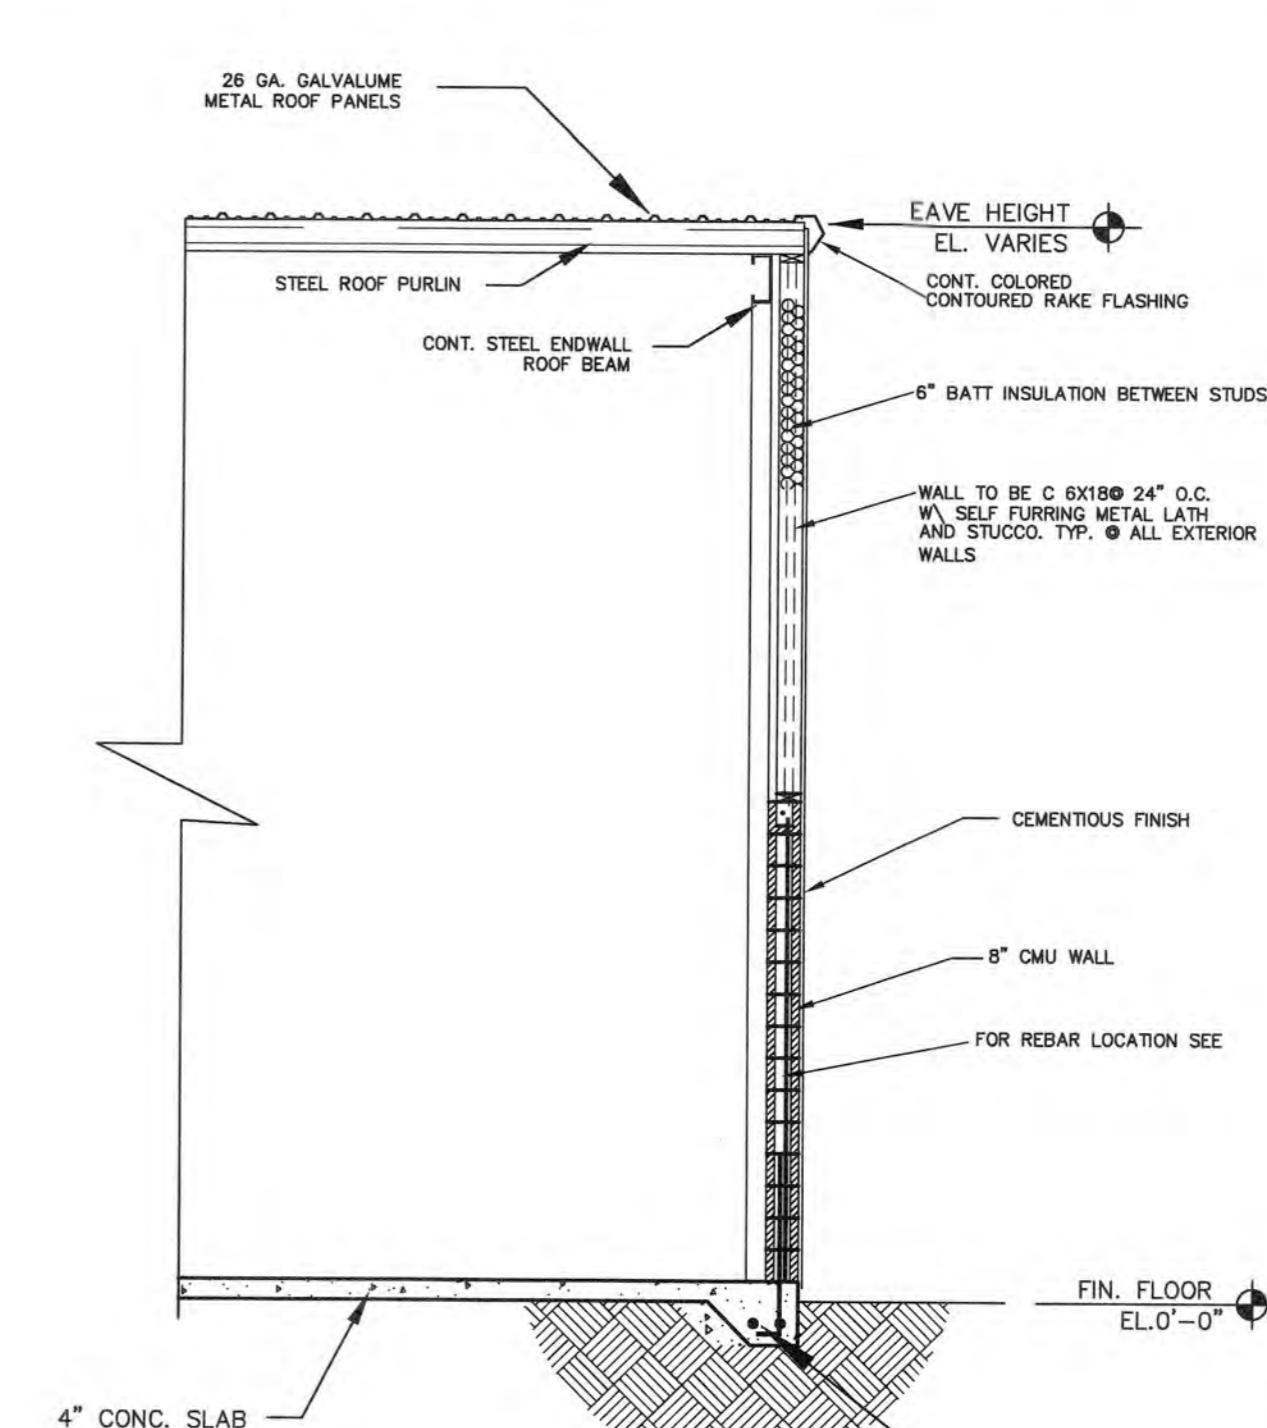 26 GA. GALVALUME
METAL ROOF PANELS
EAVE HEIGHT
EL. VARIES
CONT. COLORED
CONTOURED RAKE FLASHING
STEEL ROOF PURLIN
CONT. STEEL ENDWALL
ROOF BEAM
6" BATT INSULATION BETWEEN STUDS
WALL TO BE C 6X18@ 24" O.C.
W\ SELF FURRING METAL LATH
AND STUCCO. TYP. @ ALL EXTERIOR
WALLS
CEMENTIOUS FINISH
8" CMU WALL
FOR REBAR LOCATION SEE
FIN. FLOOR
EL.0'-0"
4" CONC. SLAB